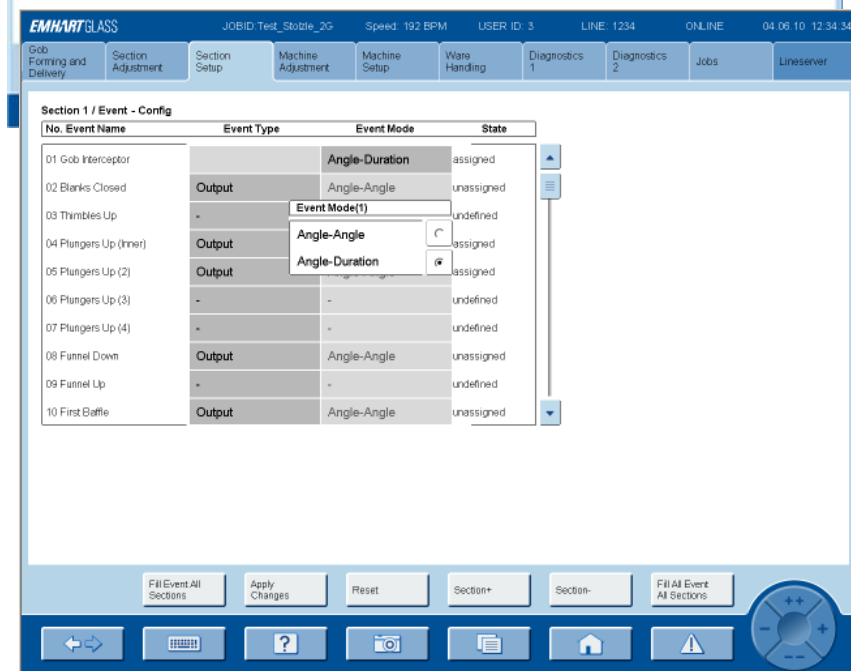 EMHARTGLASS JOBID:Test_Stolzle_2G Speed: 192 BPM USER ID: 3 LINE: 1234 ONLINE 04.06.10 12:34:34
Gob Forming and Delivery
Section Adjustment
Section Setup
Machine Adjustment
Machine Setup
Ware Handing
Diagnostics 1
Diagnostics 2
Jobs
Lineserver
Section 1 / Event - Config
No. Event Name Event Type Event Mode State
01 Gob Interceptor Angle-Duration assigned
02 Blanks Closed Output Angle-Angle unassigned
03 Thimbles Up - undefined
04 Plungers Up (Inner) Output assigned
05 Plungers Up (2) Output assigned
06 Plungers Up (3) - - undefined
07 Plungers Up (4) - - undefined
08 Funnel Down Output Angle-Angle unassigned
09 Funnel Up - - undefined
10 First Baffle Output Angle-Angle unassigned
Event Mode(1)
Angle-Angle
Angle-Duration
Fill Event All Sections
Apply Changes
Reset
Section+
Section-
Fill All Event All Sections
?
++
- +
--